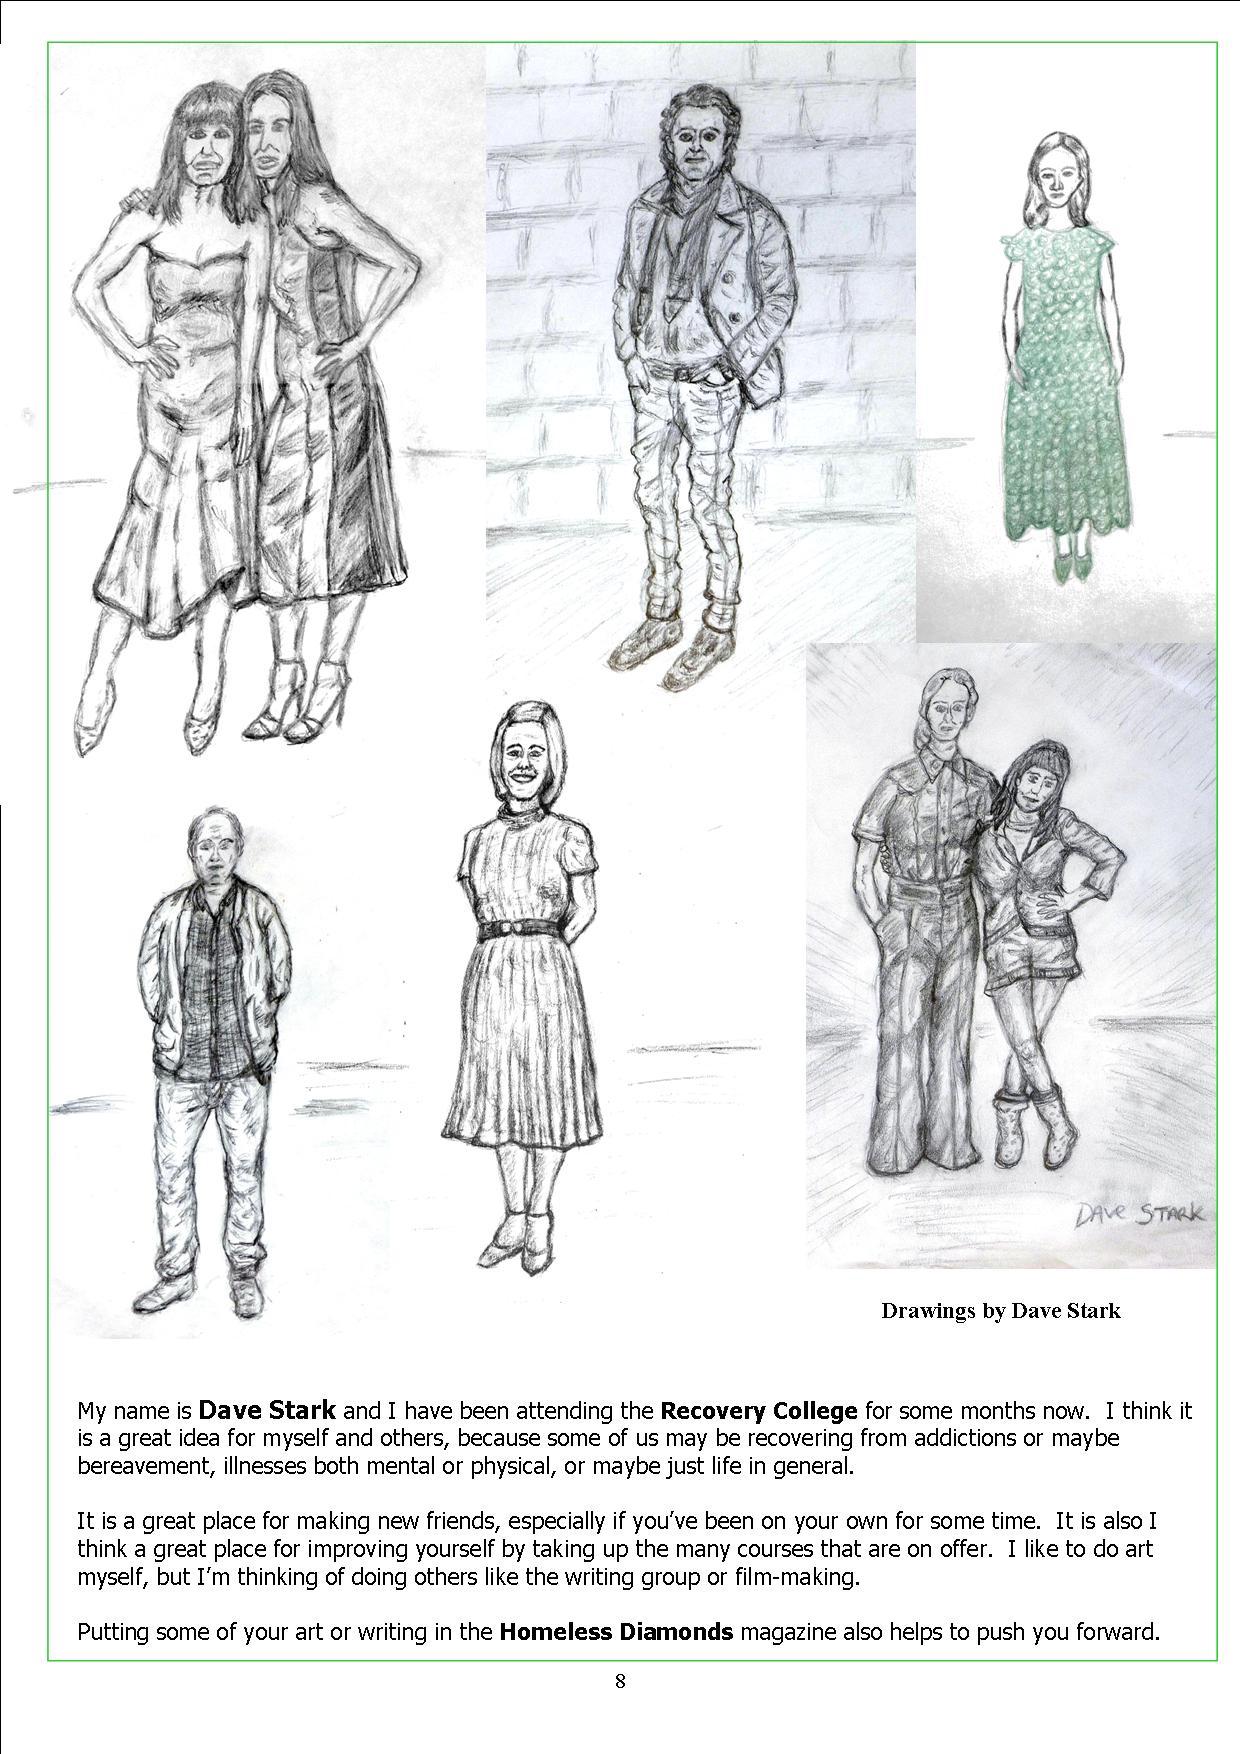 DAVE STARK
Drawings by Dave Stark
My name is Dave Stark and I have been attending the Recovery College for some months now.  I think it
is a great idea for myself and others, because some of us may be recovering from addictions or maybe
bereavement, illnesses both mental or physical, or maybe just life in general.
It is a great place for making new friends, especially if you’ve been on your own for some time.  It is also I
think a great place for improving yourself by taking up the many courses that are on offer.  I like to do art
myself, but I’m thinking of doing others like the writing group or film-making.
Putting some of your art or writing in the Homeless Diamonds magazine also helps to push you forward.
8